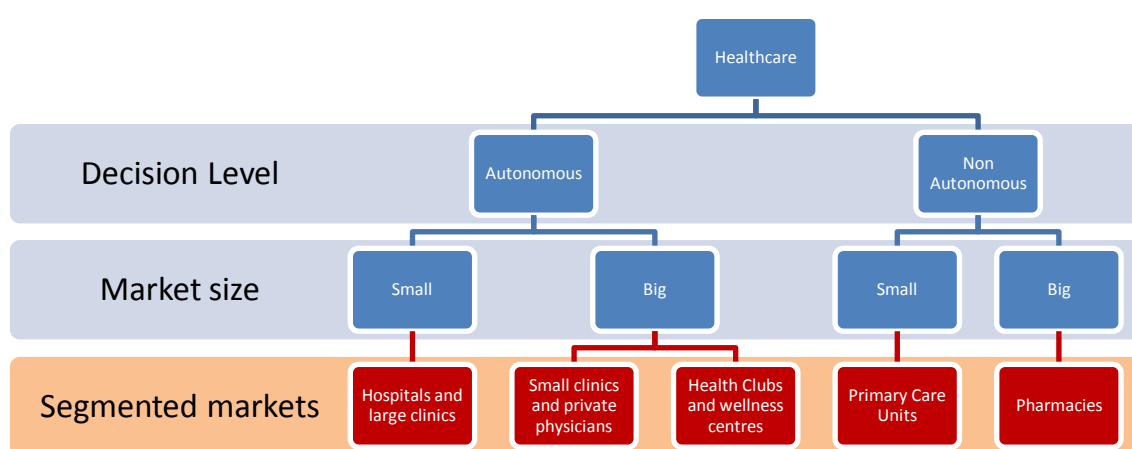 Healthcare
Decision Level
Autonomous
Non
Autonomous
Market size
Small
Big
Small
Big
Segmented markets
Hospitals and
large clinics
Small clinics
and private
physicians
Health Clubs
and wellness
centres
Primary Care
Units
Pharmacies